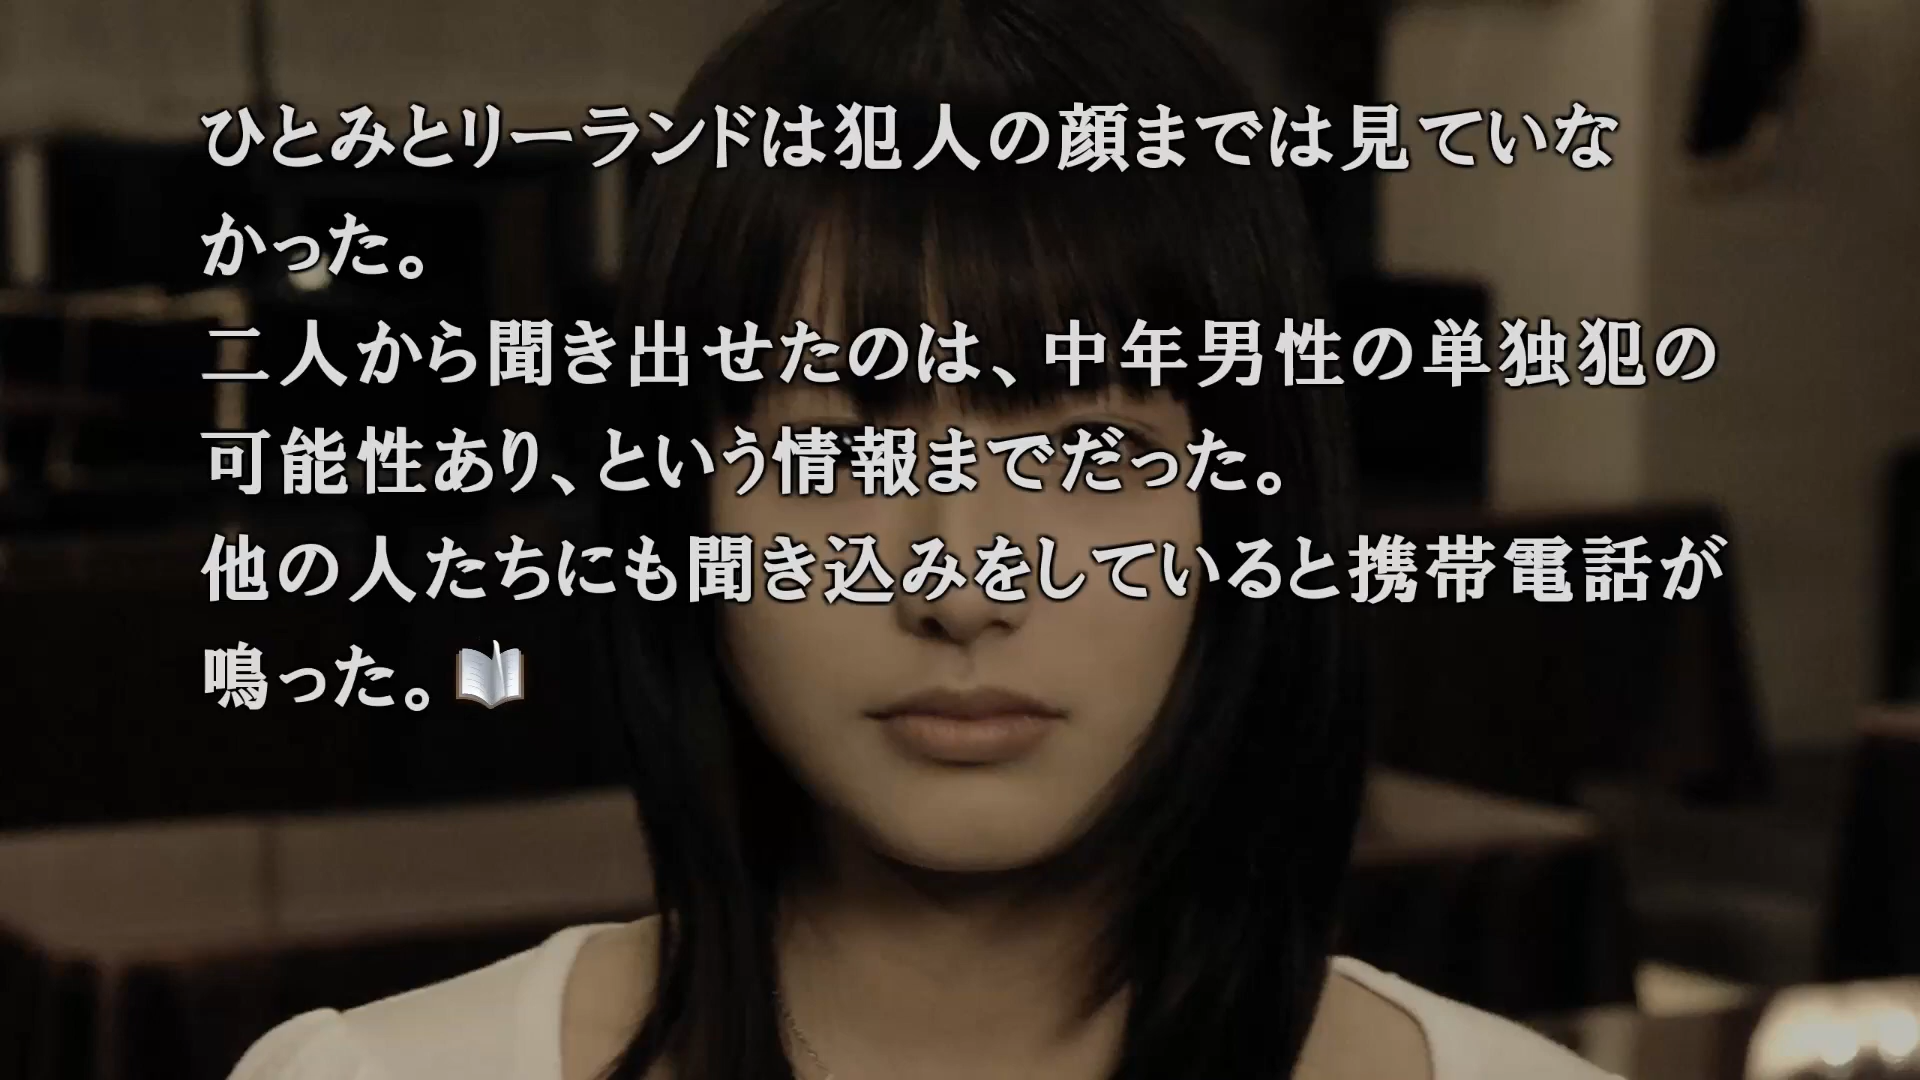 ひとみとリーランドは犯人の顔までは見ていな
かった。
二人から聞き出せたのは、中年男性の単独犯の
可能性あり、という情報までだった。
他の人たちにも聞き込みをしていると携帯電話が
鳴った。